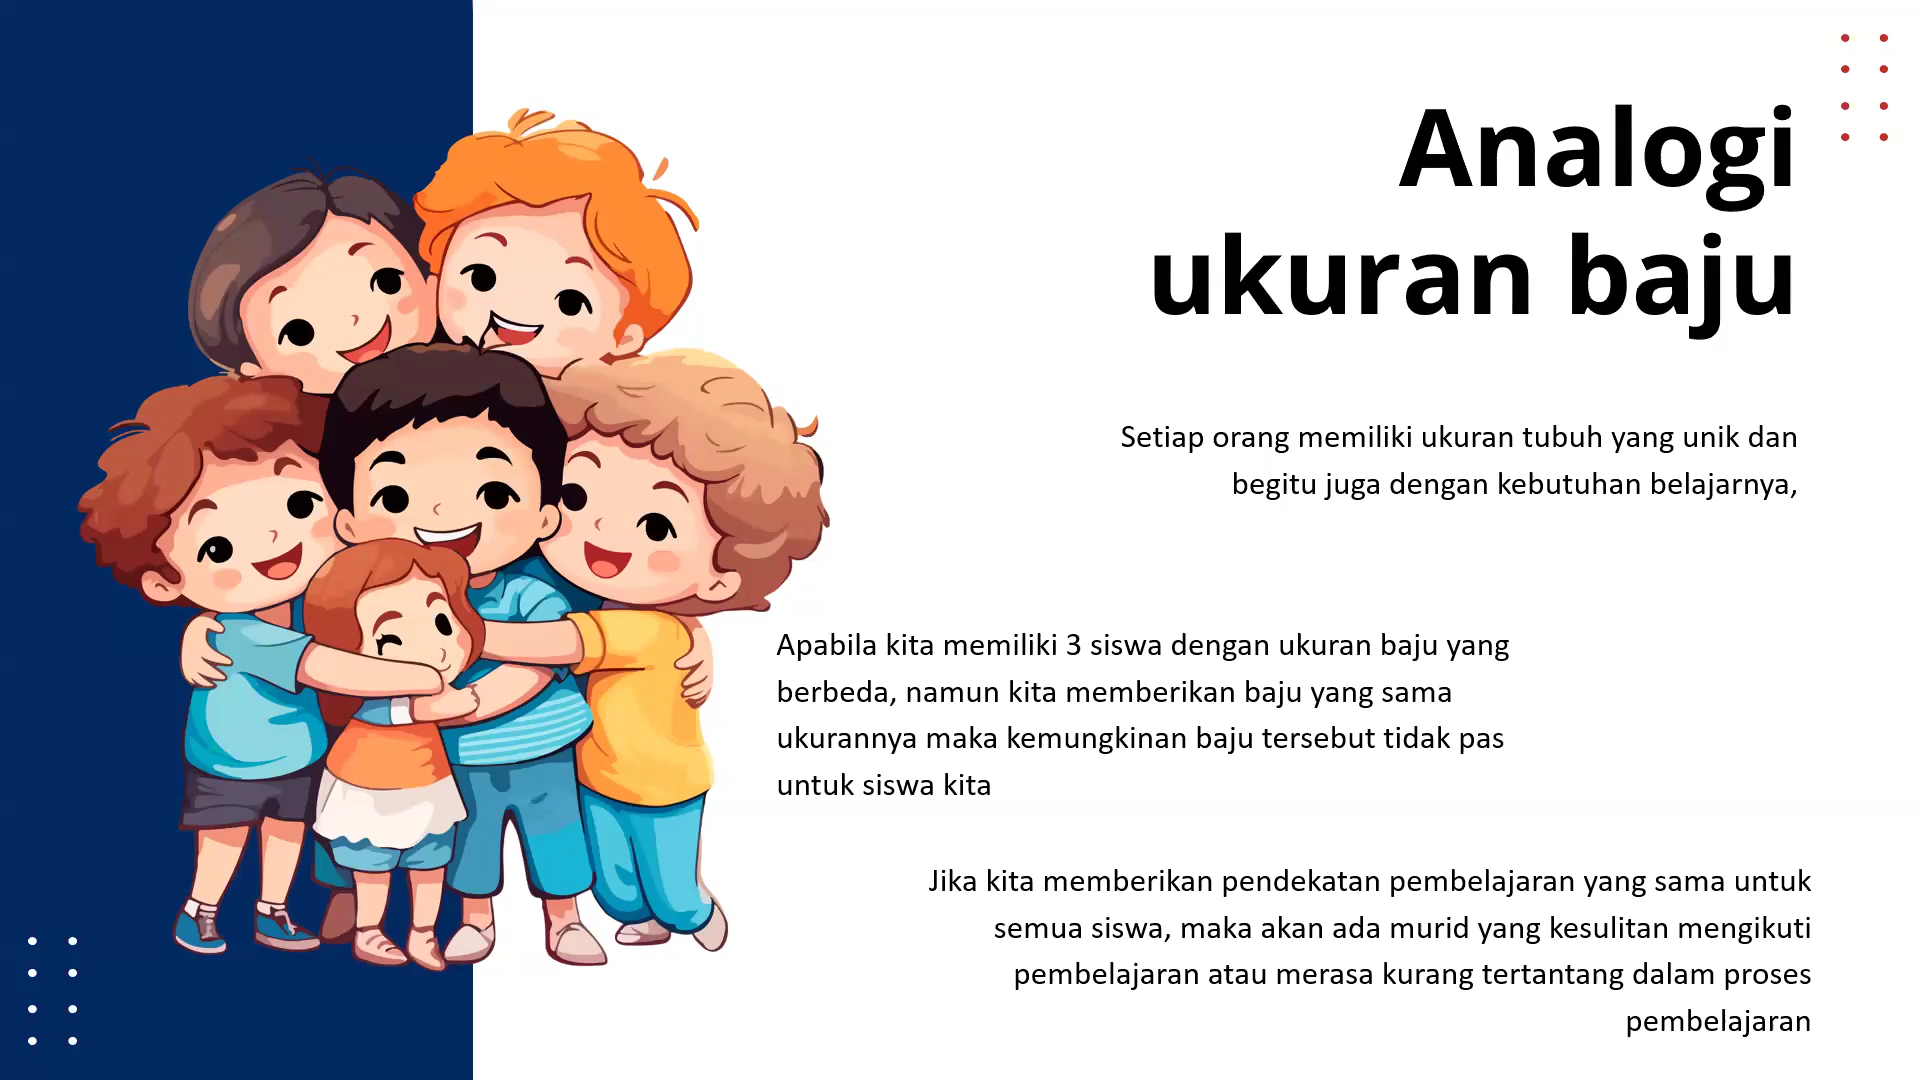 Analogi
ukuran baju
Setiap orang memiliki ukuran tubuh yang unik dan
begitu juga dengan kebutuhan belajarnya,
Apabila kita memiliki 3 siswa dengan ukuran baju yang
berbeda, namun kita memberikan baju yang sama
ukurannya maka kemungkinan baju tersebut tidak pas
untuk siswa kita
Jika kita memberikan pendekatan pembelajaran yang sama untuk
semua siswa, maka akan ada murid yang kesulitan mengikuti
pembelajaran atau merasa kurang tertantang dalam proses
pembelajaran